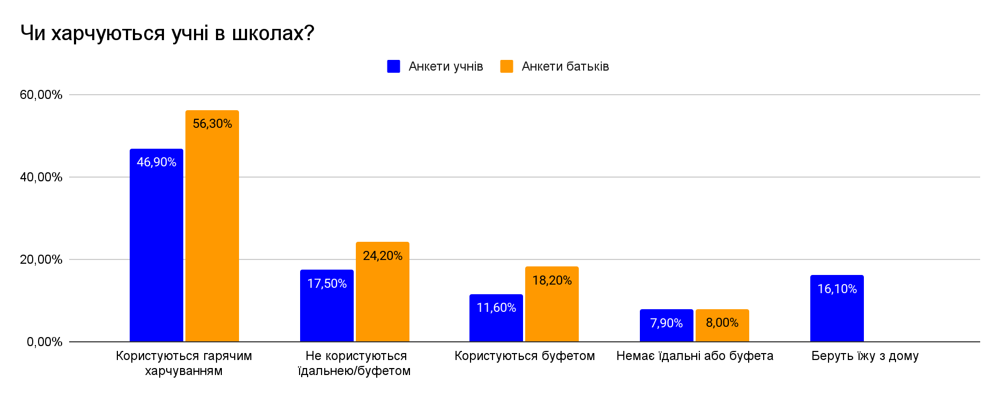 Чи харчуються учні в школах?
Анкети учнів
Анкети батьків
60,00%
40,00%
20,00%
0,00%
46,90%
56,30%
17,50%
24,20%
11,60%
18,20%
7,90%
8,00%
16,10%
Користуються гарячим
харчуванням
Не користуються
їдальнею/буфетом
Користуються буфетом
Немає їдальні або буфета
Беруть їжу з дому